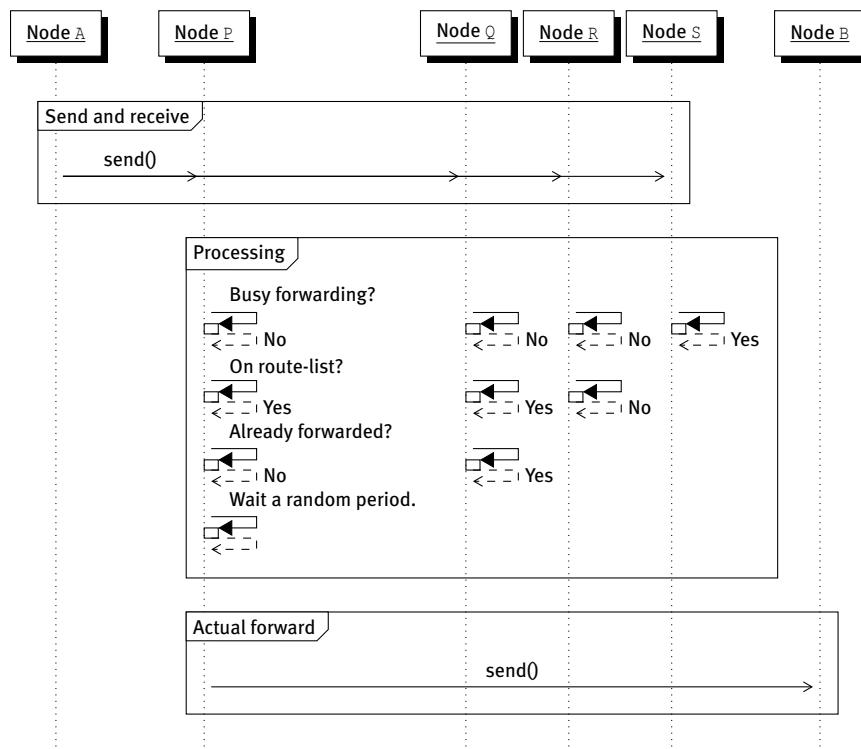 Node A Node P Node Q Node R Node S Node B
Send and receive
send()
Processing
Busy forwarding?
No No No Yes
On route-list?
Yes Yes No
Already forwarded?
No Yes
Wait a random period.
Actual forward
send()